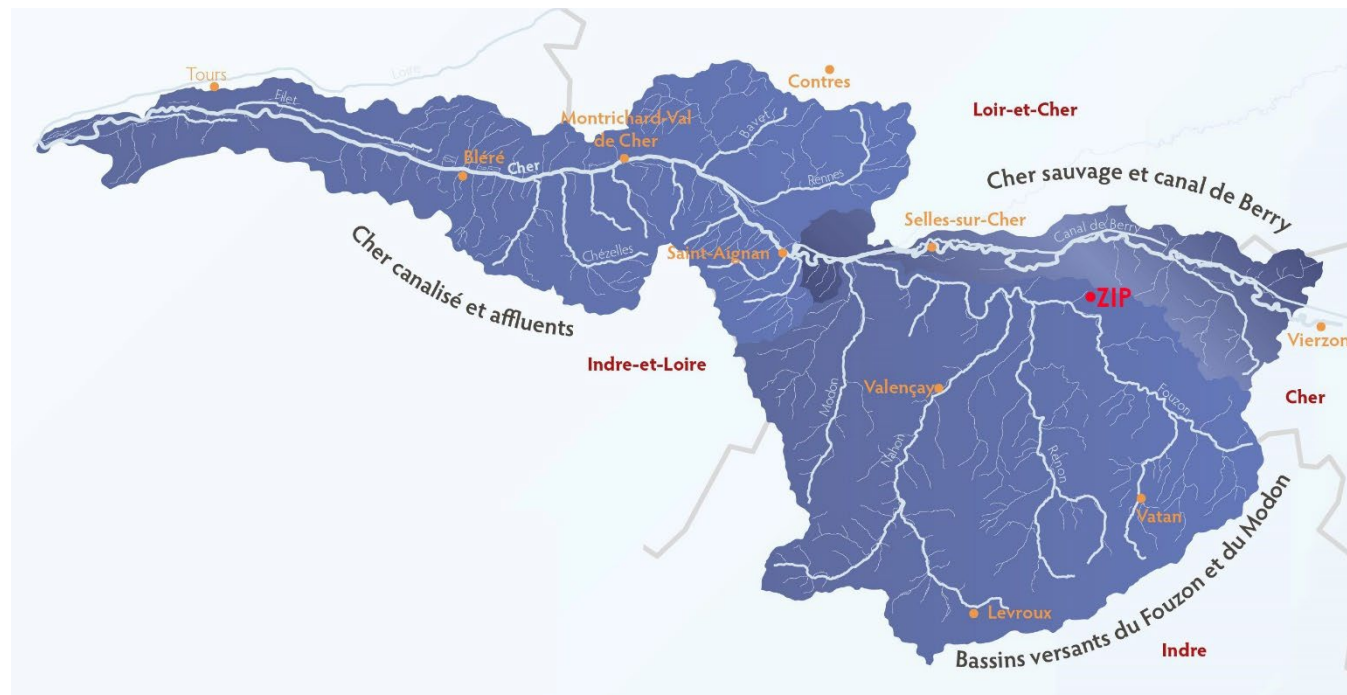 Tours
Loire
Contres
Filet
Montrichard-Val
de Cher
Bavet
Loir-et-Cher
Bléré
Cher
Rennes
Cher sauvage et canal de Berry
Selles-sur-Cher
Canal de Berry
Cher canalisé et affluents
Chézelles
Saint-Aignan
ZIP
Vierzon
Indre-et-Loire
Modon
Valençay
Cher
Fouzon
Nahon
Renon
Vatan
Levroux
Bassins versants du Fouzon et du Modon
Indre